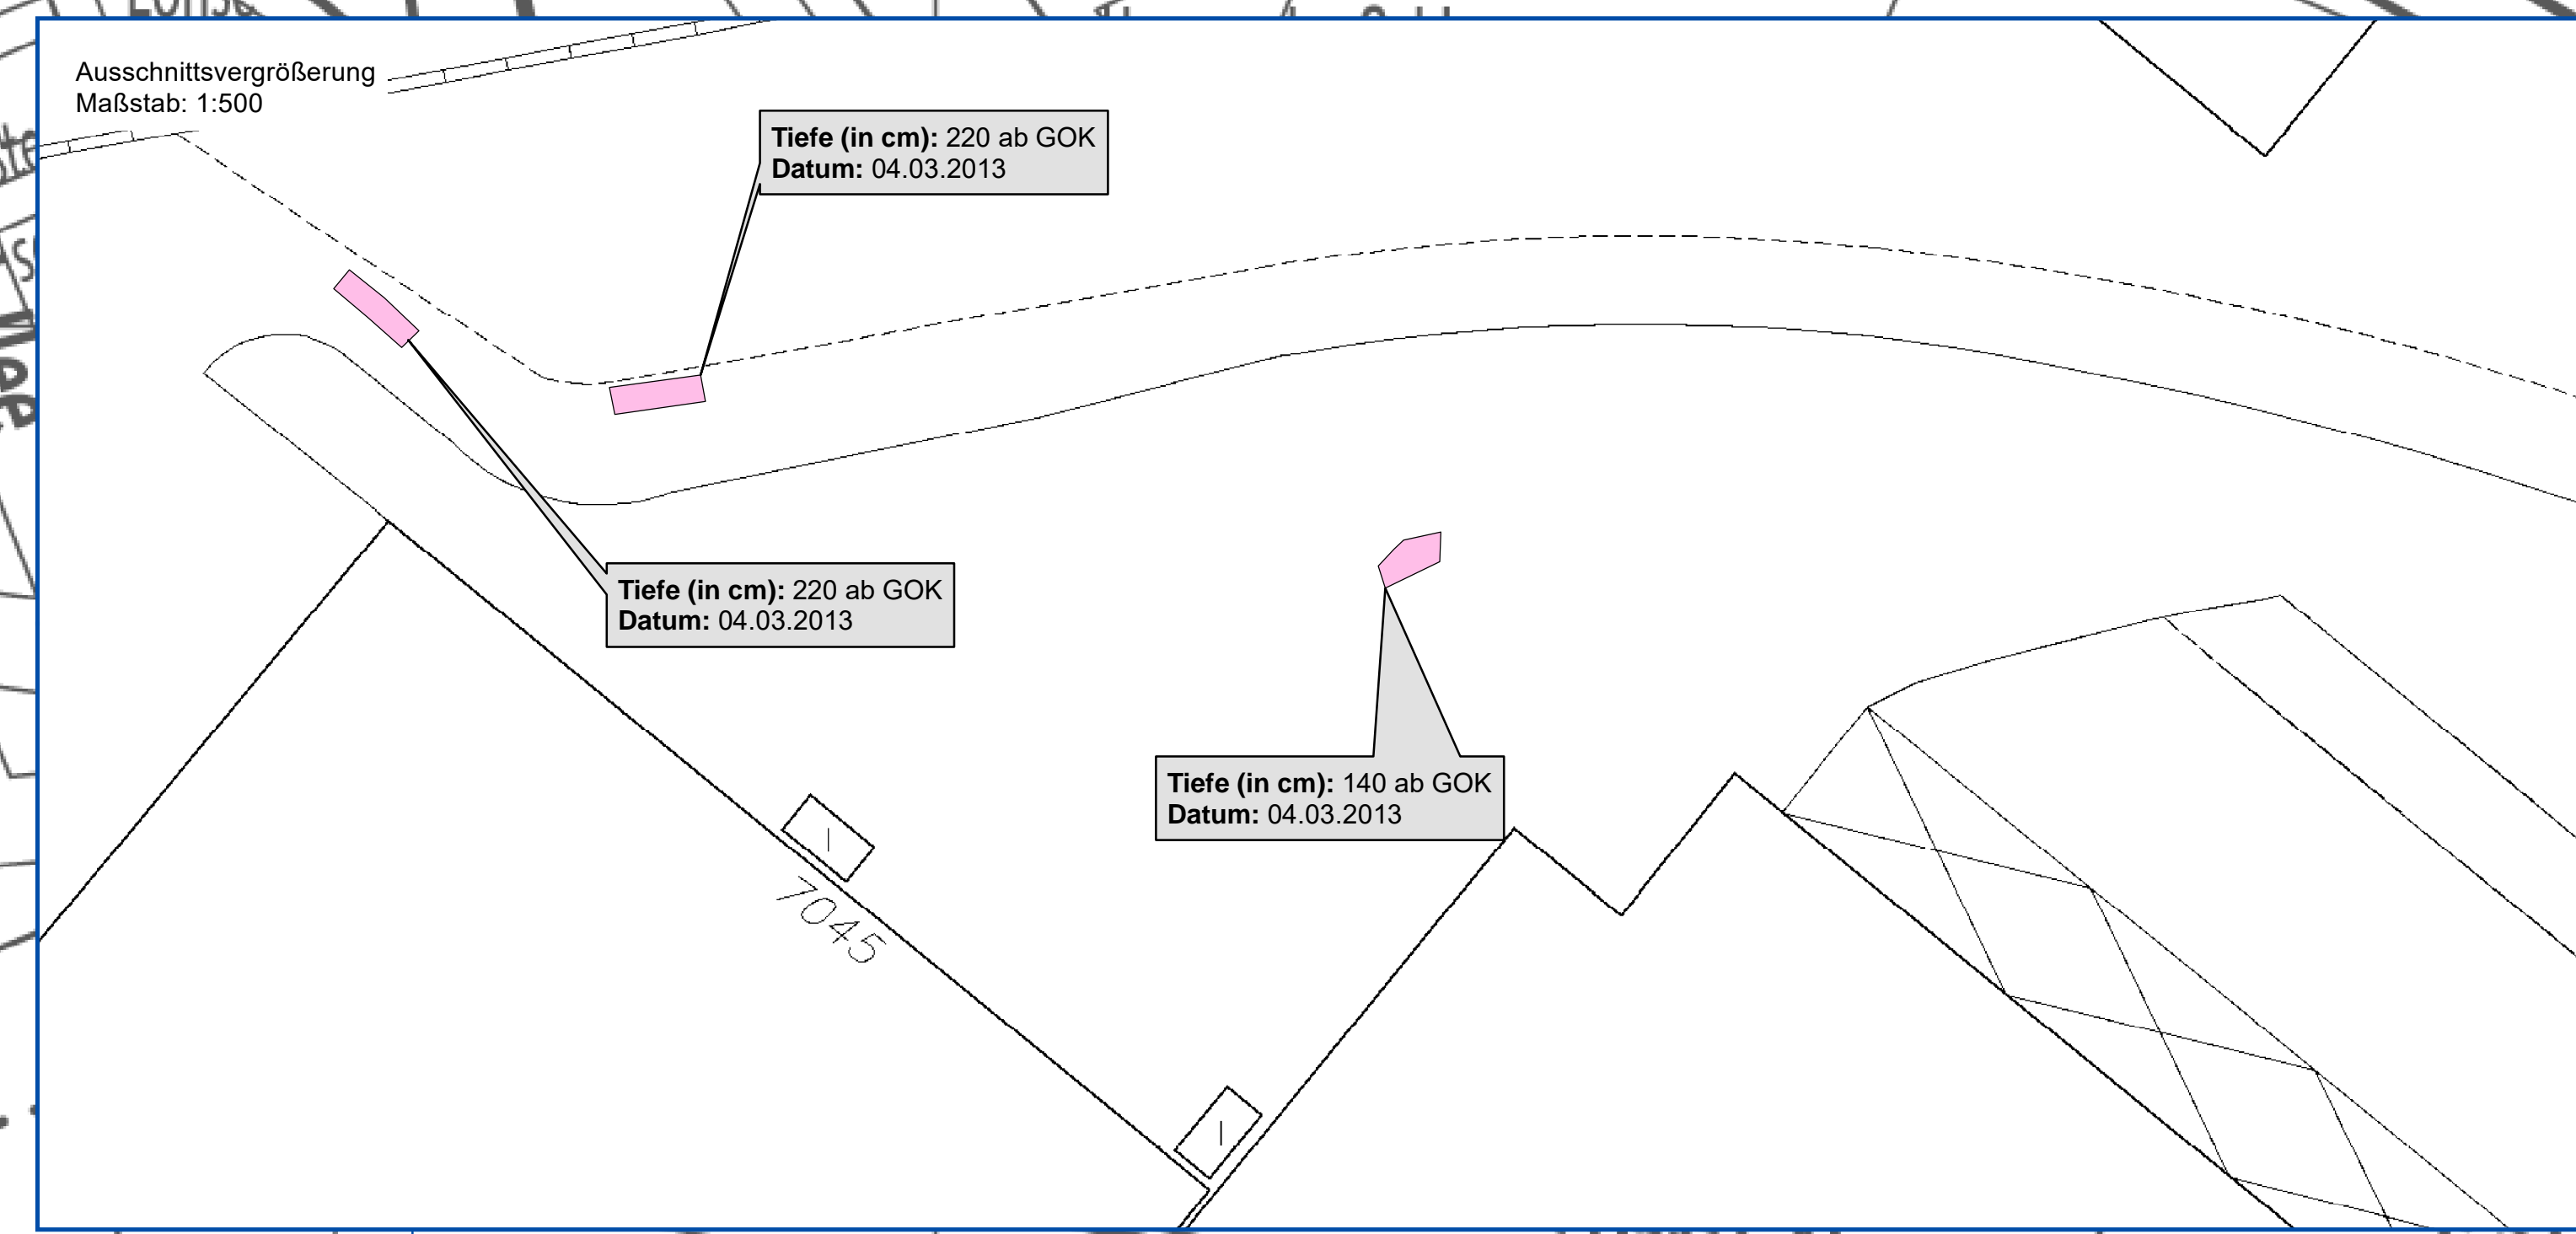 Ausschnittsvergrößerung
Maßstab: 1:500
Tiefe (in cm): 220 ab GOK
Datum: 04.03.2013
Tiefe (in cm): 220 ab GOK
Datum: 04.03.2013
Tiefe (in cm): 140 ab GOK
Datum: 04.03.2013
I
7045
I